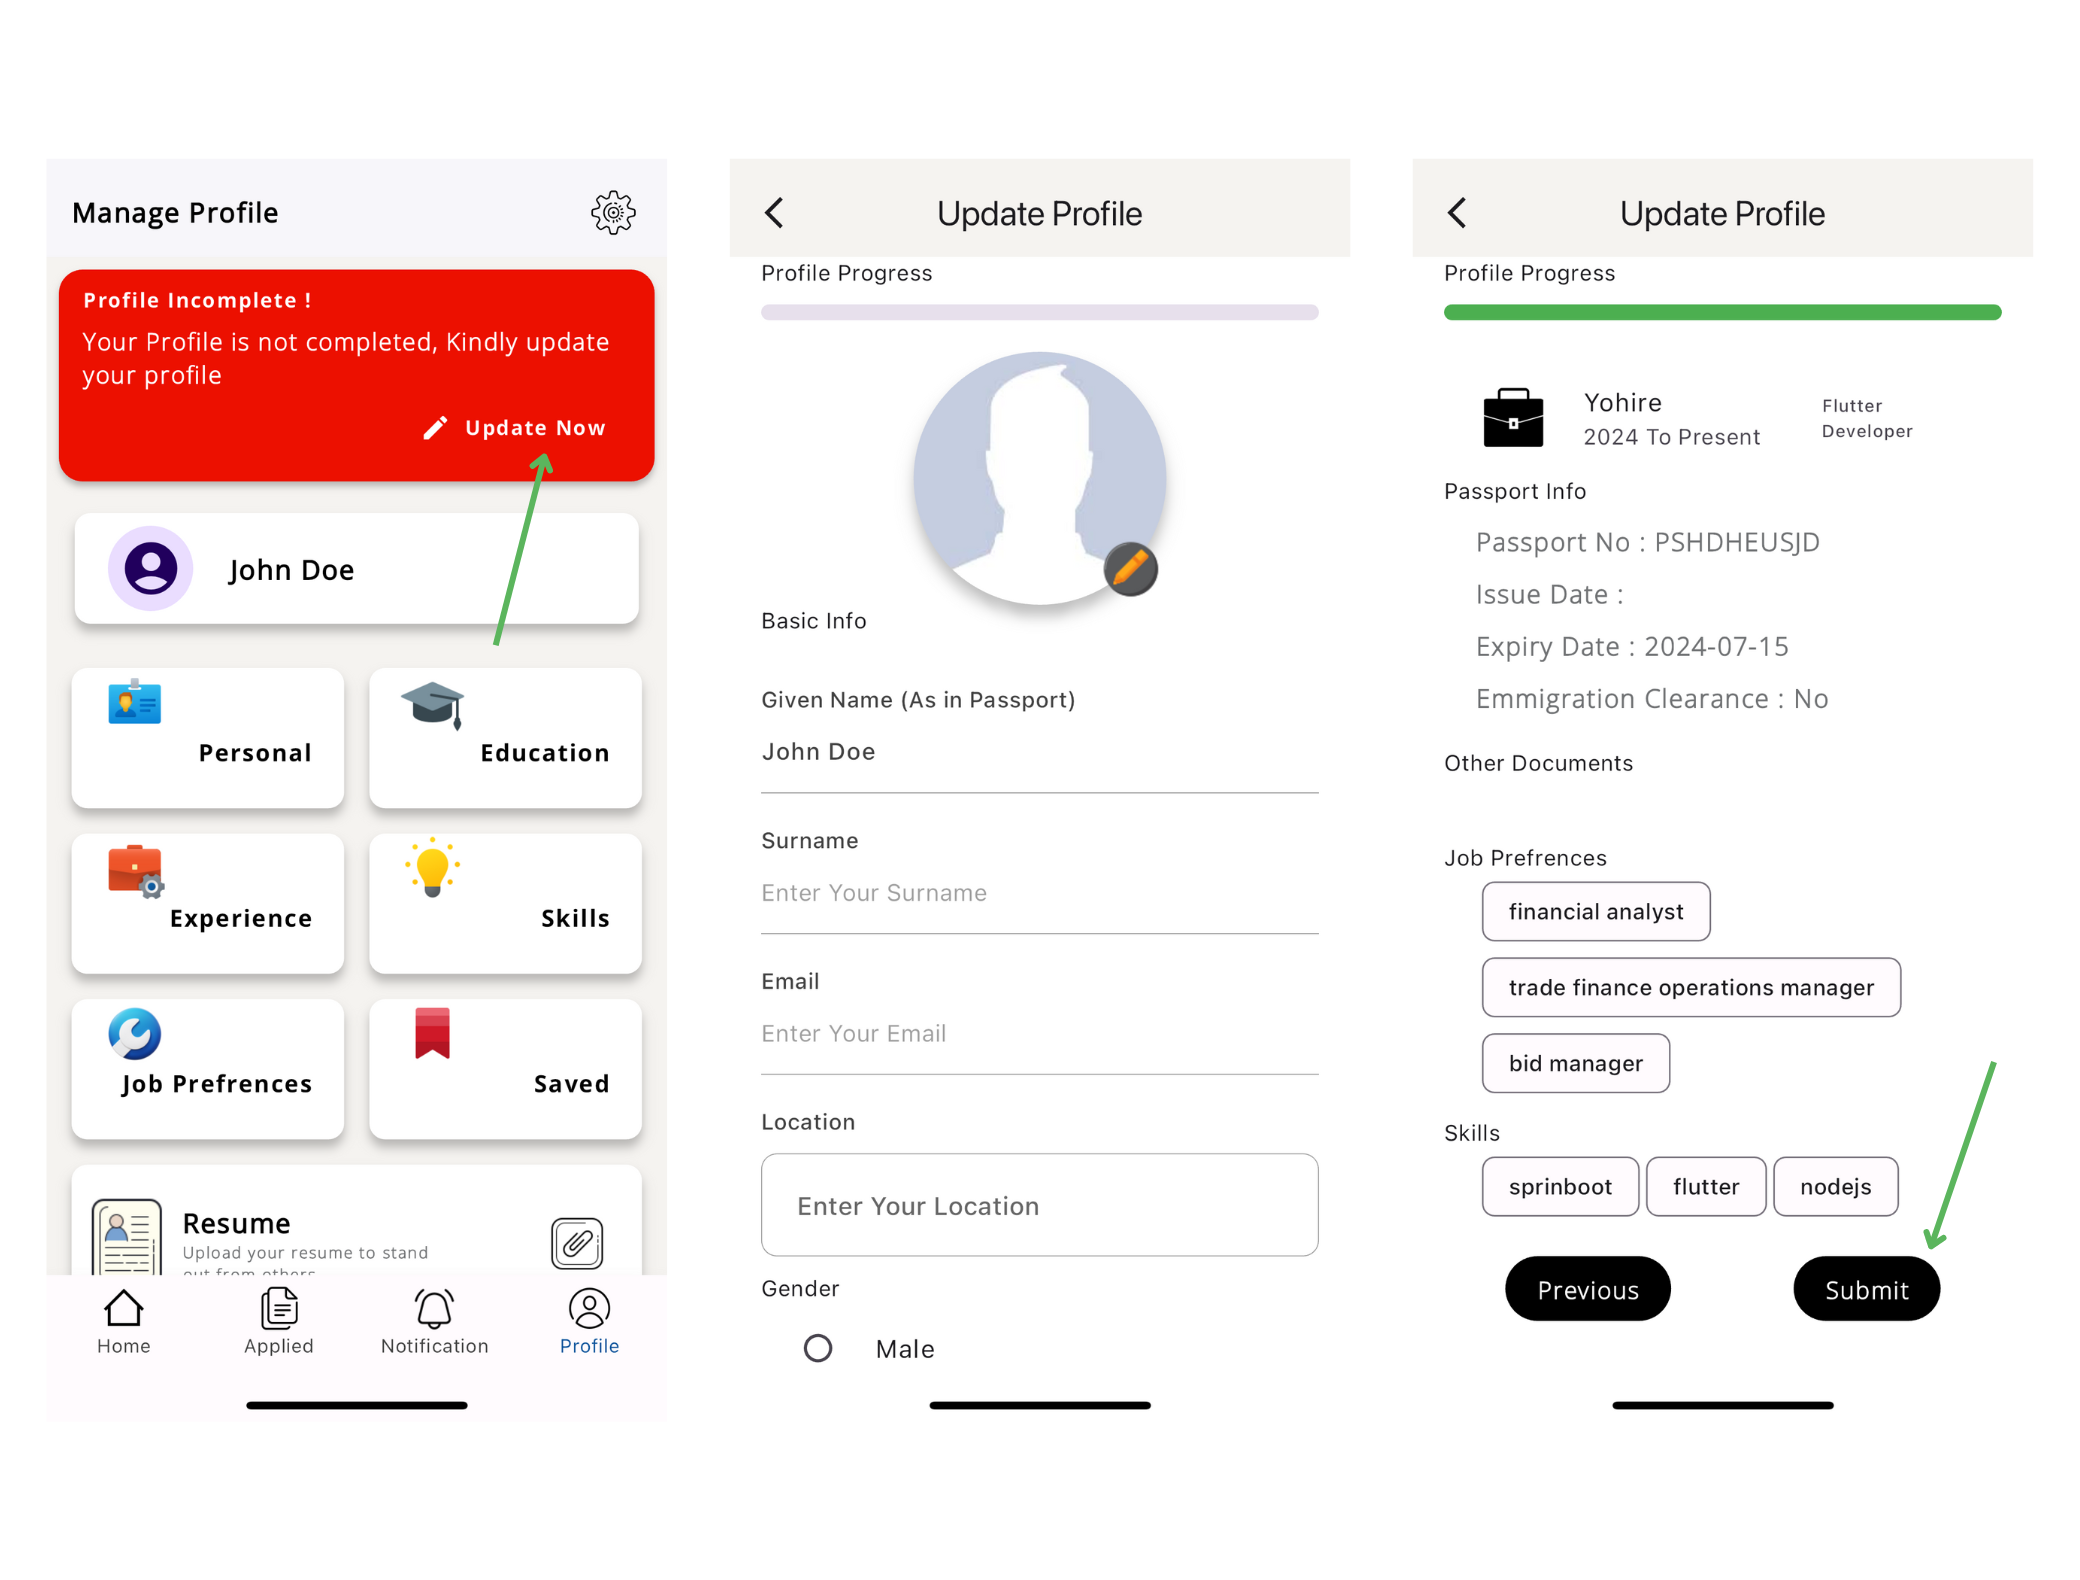 Manage Profile
Profile Incomplete !
Your Profile is not completed, Kindly update
your profile
Update Now
John Doe
Personal
Education
Experience
Skills
Job Prefrences
Saved
Resume
Upload your resume to stand
out from others
Home
Applied
Notification
Profile
Update Profile
Profile Progress
Basic Info
Given Name (As in Passport)
John Doe
Surname
Enter Your Surname
Email
Enter Your Email
Location
Enter Your Location
Gender
Male
Update Profile
Profile Progress
Yohire
2024 To Present
Flutter
Developer
Passport Info
Passport No : PSHDHEUSJD
Issue Date :
Expiry Date : 2024-07-15
Emmigration Clearance : No
Other Documents
Job Prefrences
financial analyst
trade finance operations manager
bid manager
Skills
sprinboot
flutter
nodejs
Previous
Submit